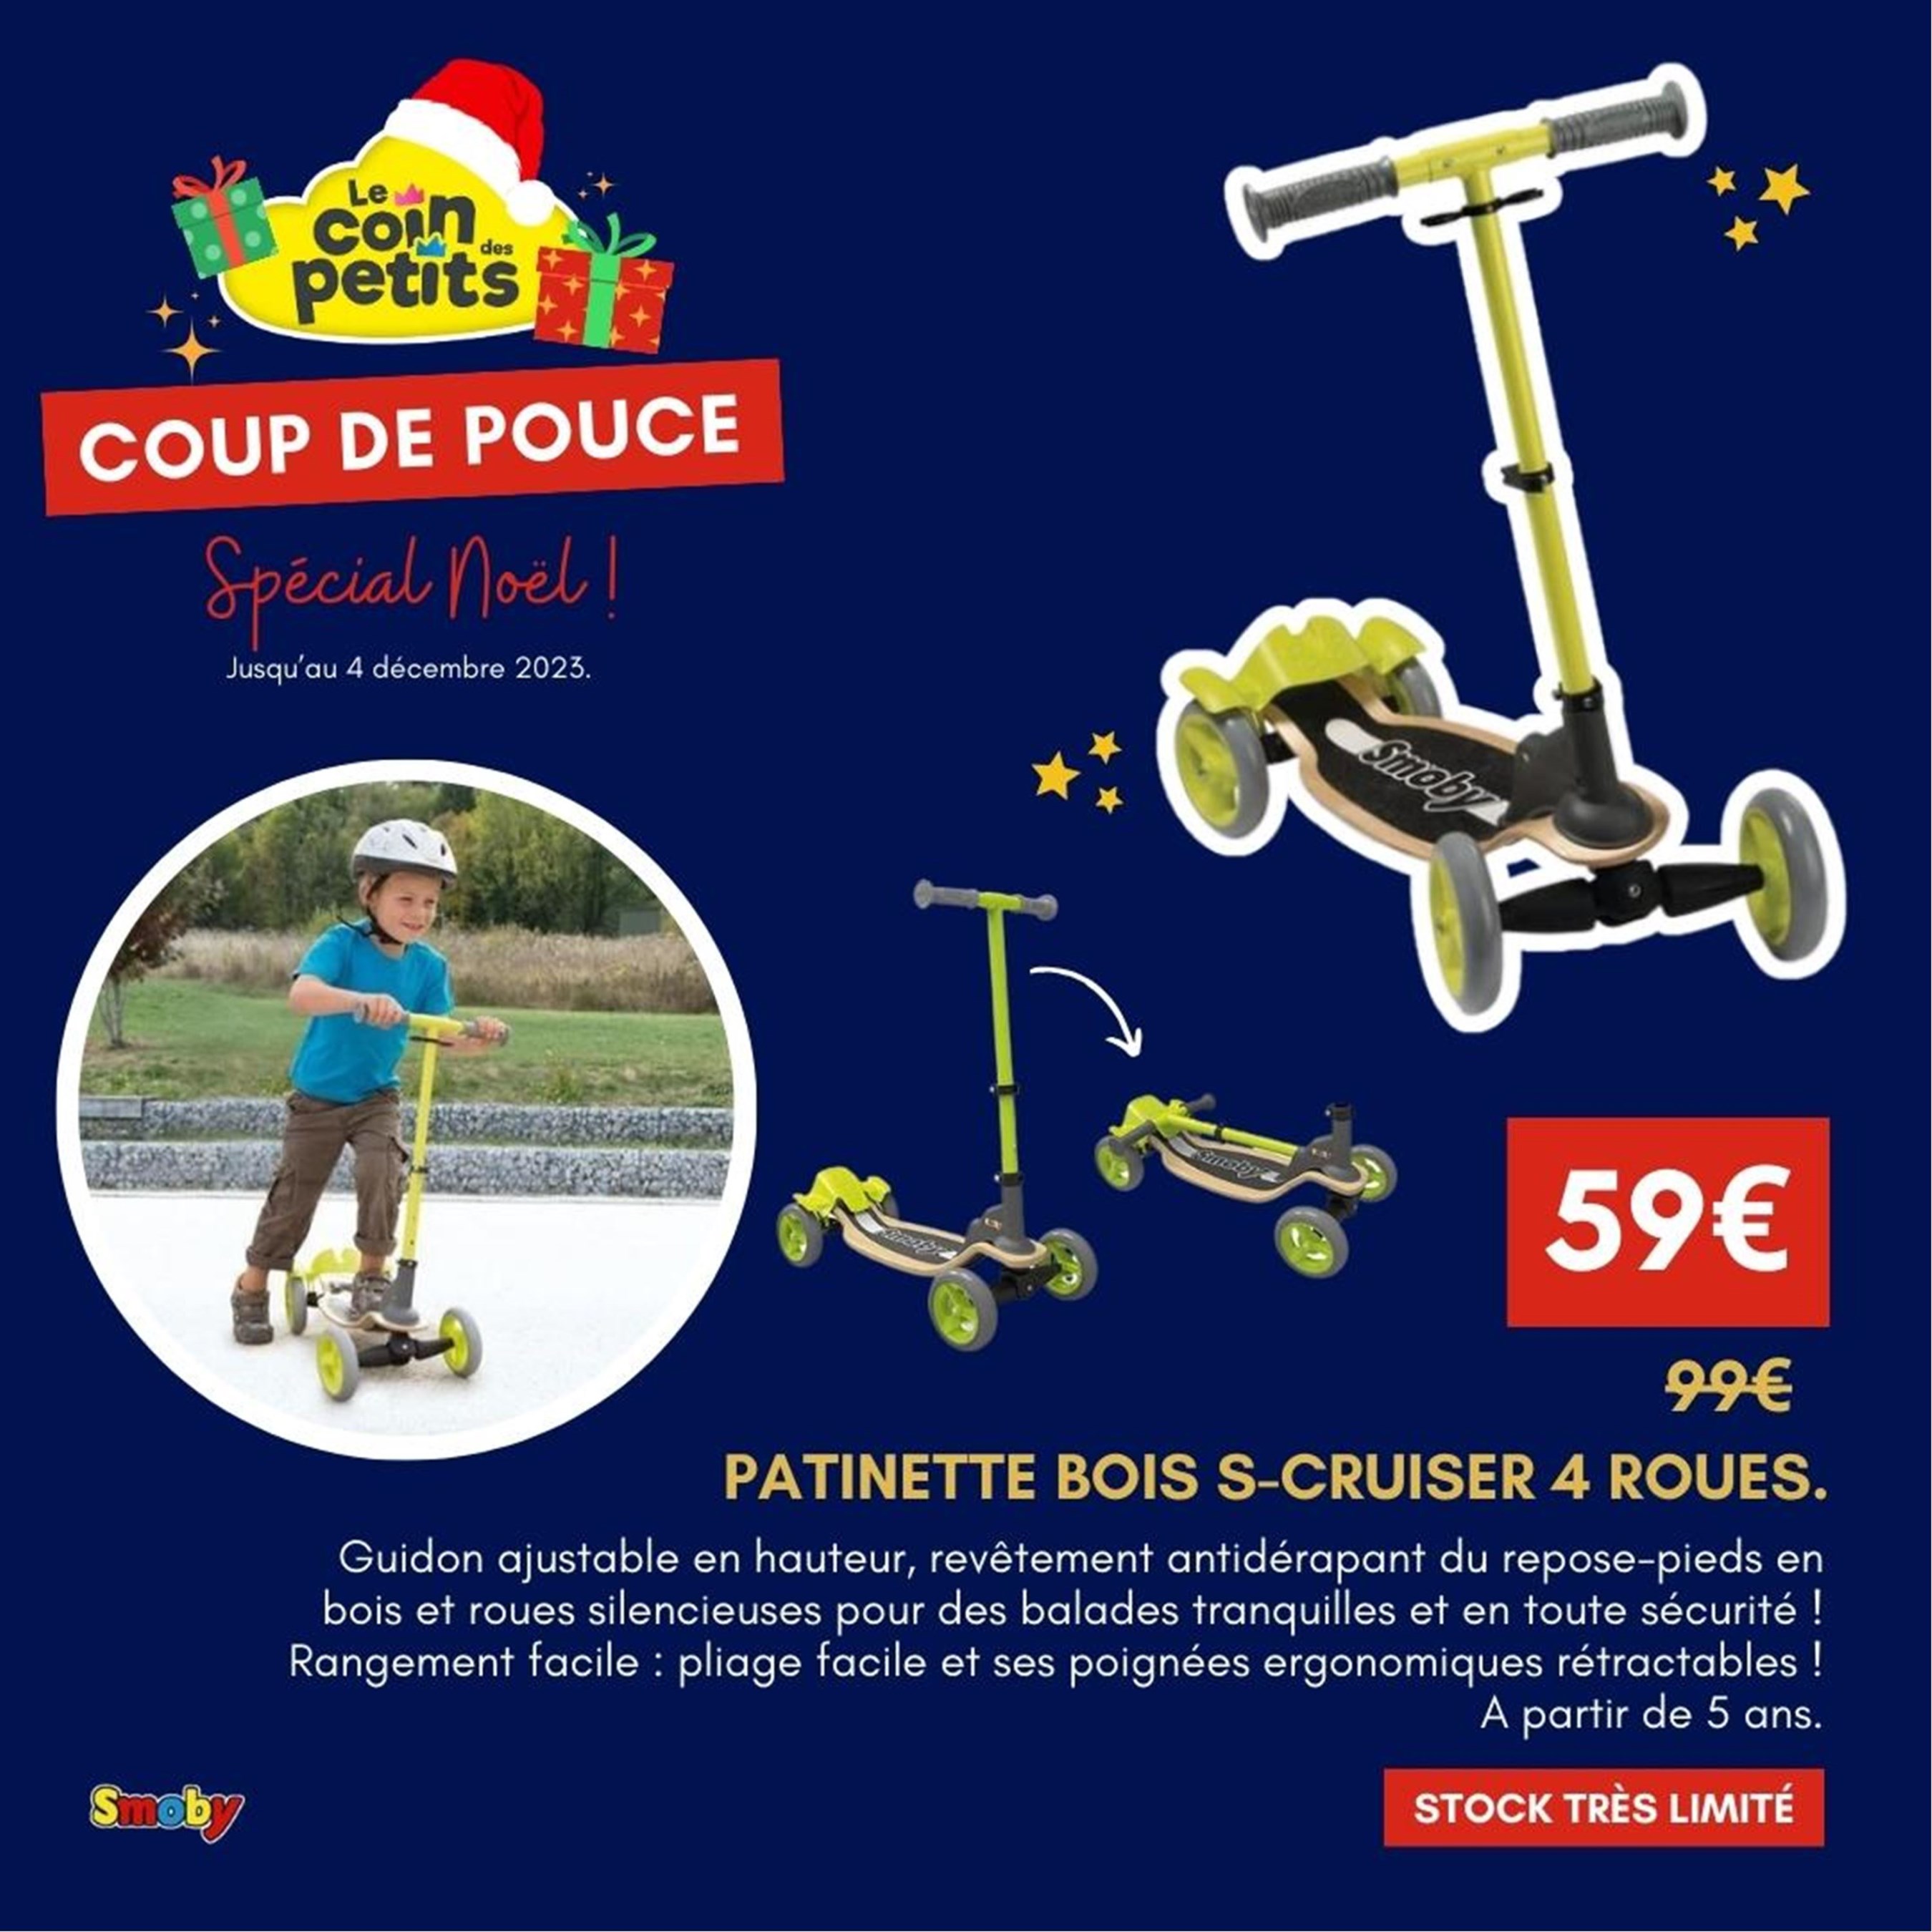 Le
coin
des
petits
COUP DE POUCE
Spécial Noël !
Jusqu'au 4 décembre 2023.
Smoby
Smoby
Smoby
59€
99€
PATINETTE BOIS S-CRUISER 4 ROUES.
Guidon ajustable en hauteur, revêtement antidérapant du repose-pieds en
bois et roues silencieuses pour des balades tranquilles et en toute sécurité !
Rangement facile : pliage facile et ses poignées ergonomiques rétractables !
A partir de 5 ans.
Smoby
STOCK TRÈS LIMITÉ